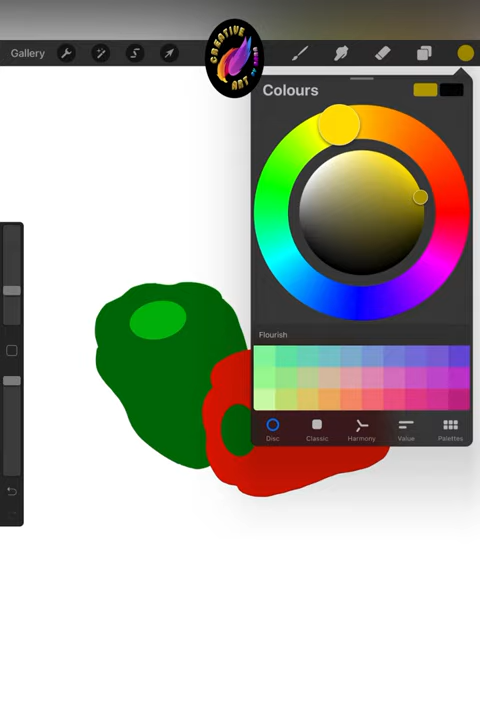 Gallery
CREATIVE
ART
Colours
Flourish
Disc
Classic
Harmony
Value
Palettes